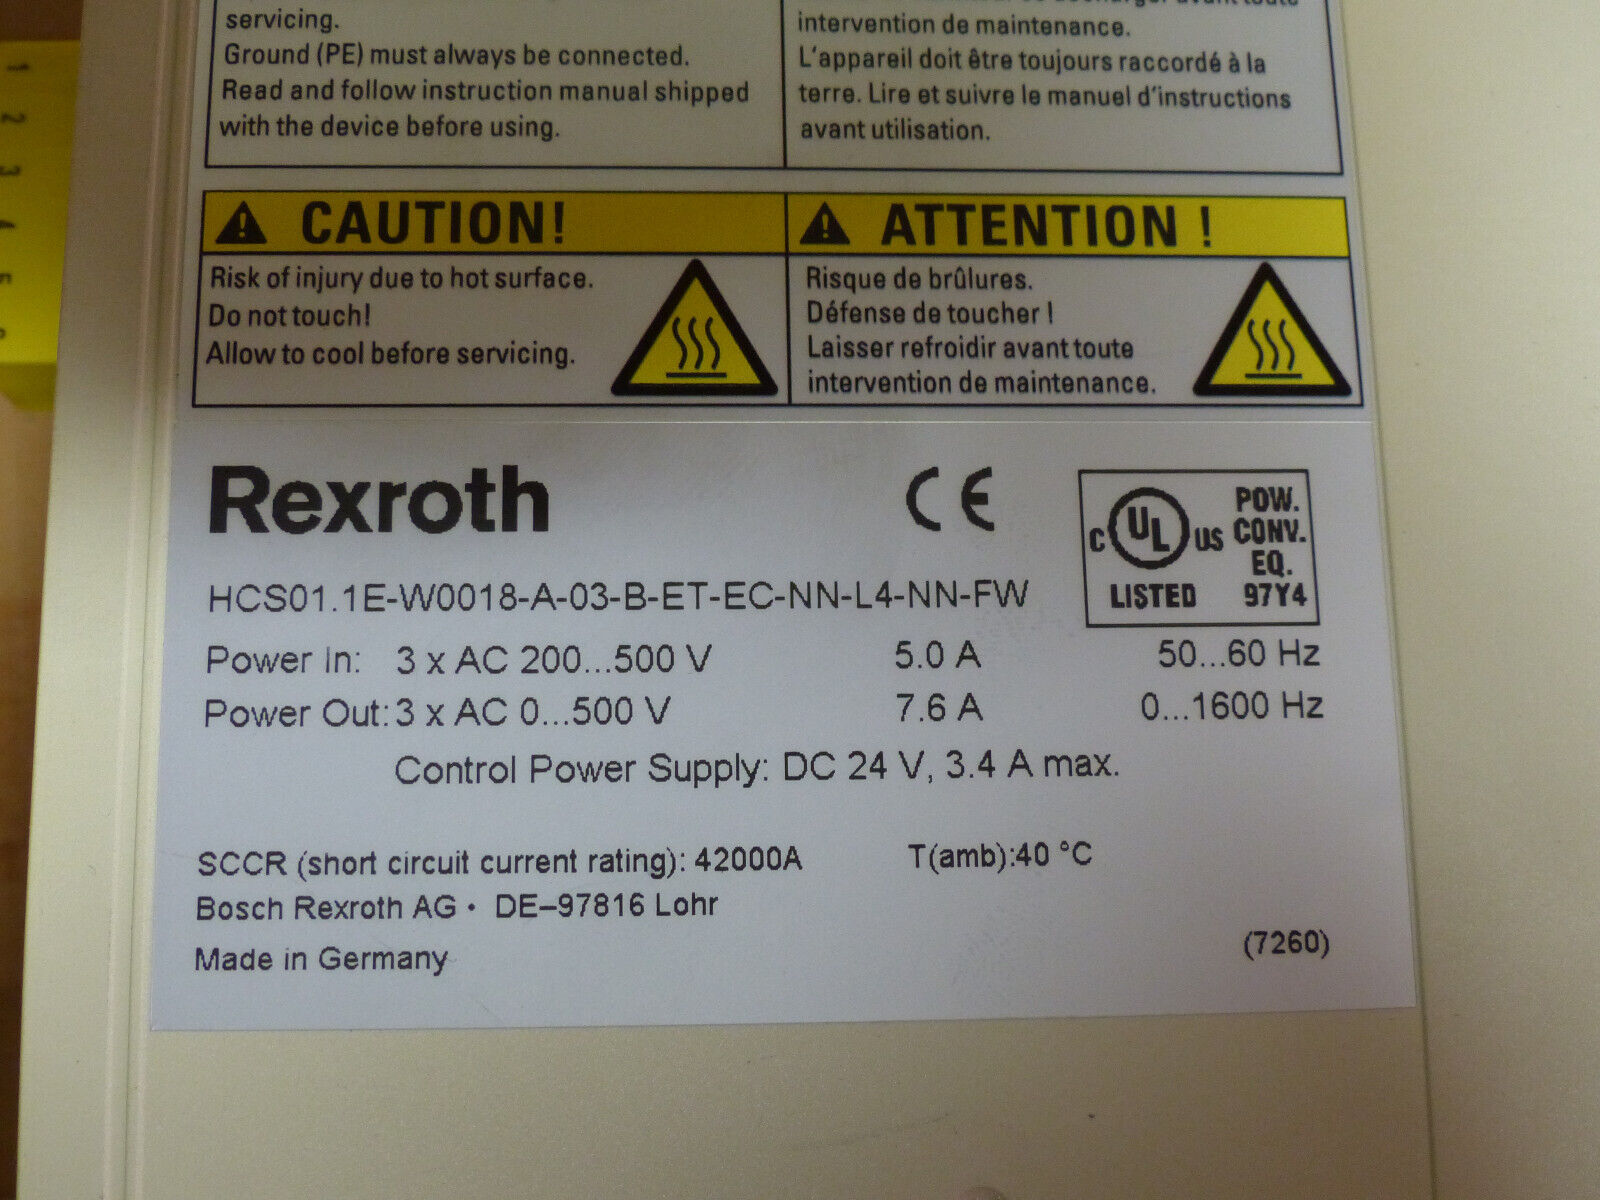 servicing.
Ground (PE) must always be connected.
Read and follow instruction manual shipped
with the device before using.
intervention de maintenance.
L'appareil doit être toujours raccordé à la
terre. Lire et suivre le manuel d'instructions
avant utilisation.
CAUTION!
Risk of injury due to hot surface.
Do not touch!
Allow to cool before servicing.
ATTENTION !
Risque de brûlures.
Défense de toucher !
Laisser refroidir avant toute
intervention de maintenance.
Rexroth
CE
C UL US
POW.
CONV.
EQ.
LISTED 97Y4
HCS01.1E-W0018-A-03-B-ET-EC-NN-L4-NN-FW
Power In: 3 x AC 200...500 V 5.0 A 50...60 Hz
Power Out: 3 x AC 0...500 V 7.6 A 0...1600 Hz
Control Power Supply: DC 24 V, 3.4 A max.
SCCR (short circuit current rating): 42000A T(amb):40 °C
Bosch Rexroth AG • DE–97816 Lohr
Made in Germany
(7260)
1
2
3
4
5